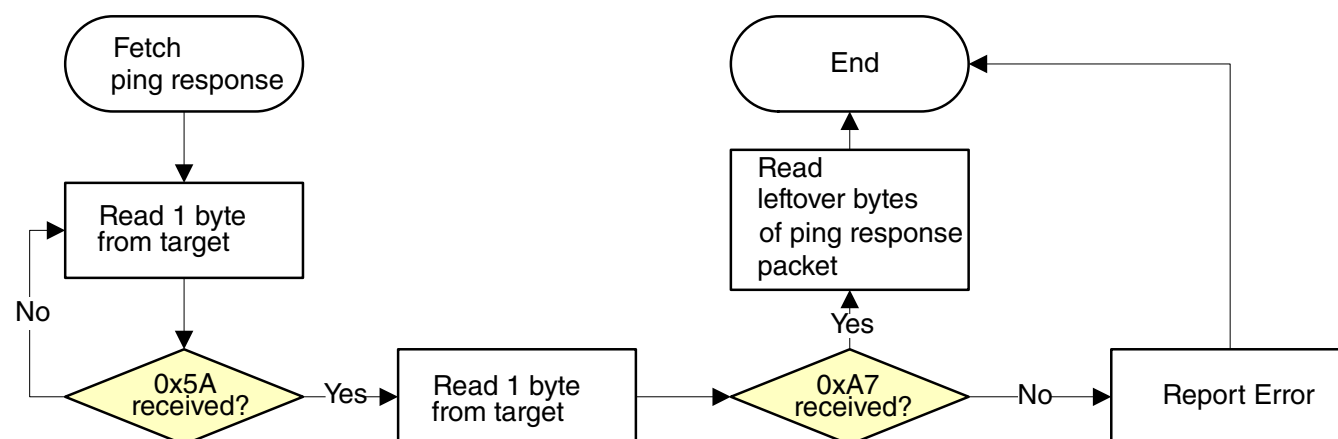 Fetch
ping response
Read 1 byte
from target
No
0x5A
received?
Yes
Read 1 byte
from target
0xA7
received?
Yes
Read
leftover bytes
of ping response
packet
End
No
Report Error